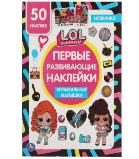 50
НАКЛЕЕК
НОВИНКА
L.O.L.
SURPRISE!
ПЕРВЫЕ
РАЗВИВАЮЩИЕ
НАКЛЕЙКИ
МУЗЫКАЛЬНЫЕ
МАЛЫШКИ